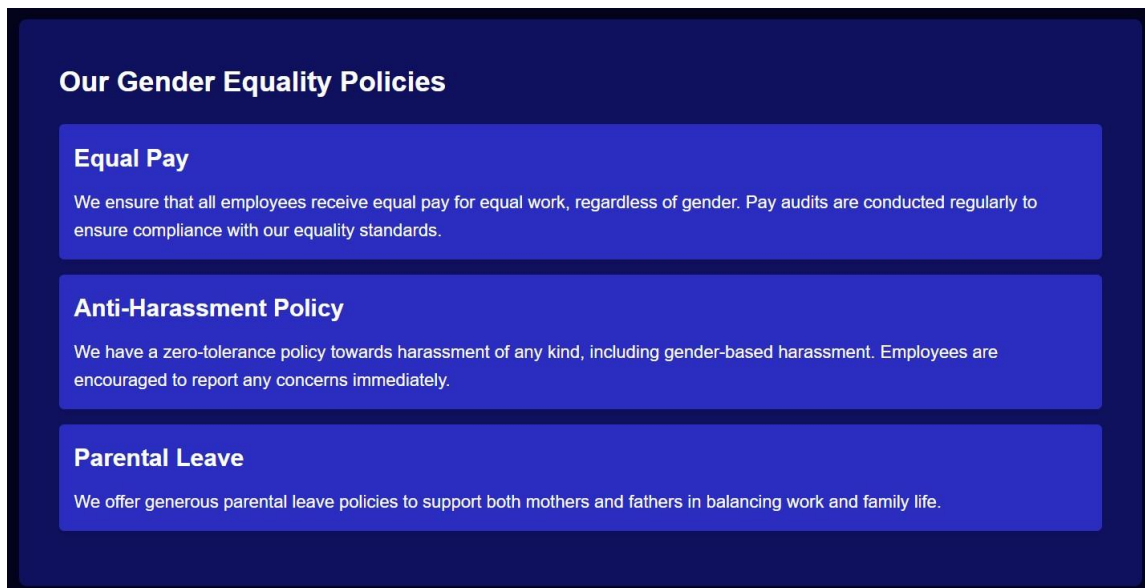 Our Gender Equality Policies
Equal Pay
We ensure that all employees receive equal pay for equal work, regardless of gender. Pay audits are conducted regularly to
ensure compliance with our equality standards.
Anti-Harassment Policy
We have a zero-tolerance policy towards harassment of any kind, including gender-based harassment. Employees are
encouraged to report any concerns immediately.
Parental Leave
We offer generous parental leave policies to support both mothers and fathers in balancing work and family life.